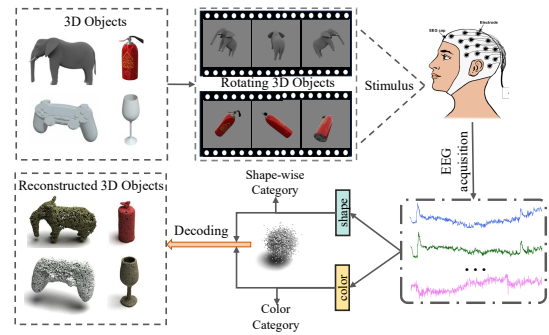 3D Objects
Rotating 3D Objects
Stimulus
EEG cap
Electrode
EEG
acquisition
Reconstructed 3D Objects
Decoding
Shape-wise
Category
shape
color
Color
Category